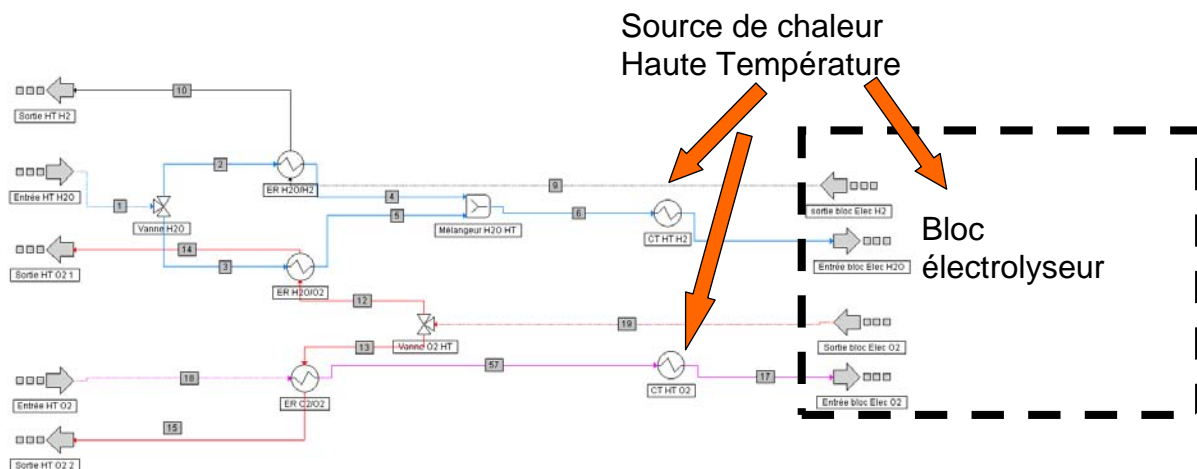 Source de chaleur
Haute Température
10
Sortie HT H2
2
ER H2O/H2
Entrée HT H2O
1
4
9
sortie bloc Elec H2
Vanne H2O
5
6
Mélangeur H2O HT
CT HT H2
Bloc
électrolyseur
14
3
Sortie HT O2 1
Entrée bloc Elec H2O
ER H2O/O2
12
19
Vanne O2 HT
Sortie bloc Elec O2
13
18
57
17
Entrée HT O2
ER O2/O2
CT HT O2
Entrée bloc Elec O2
15
Sortie HT O2 2